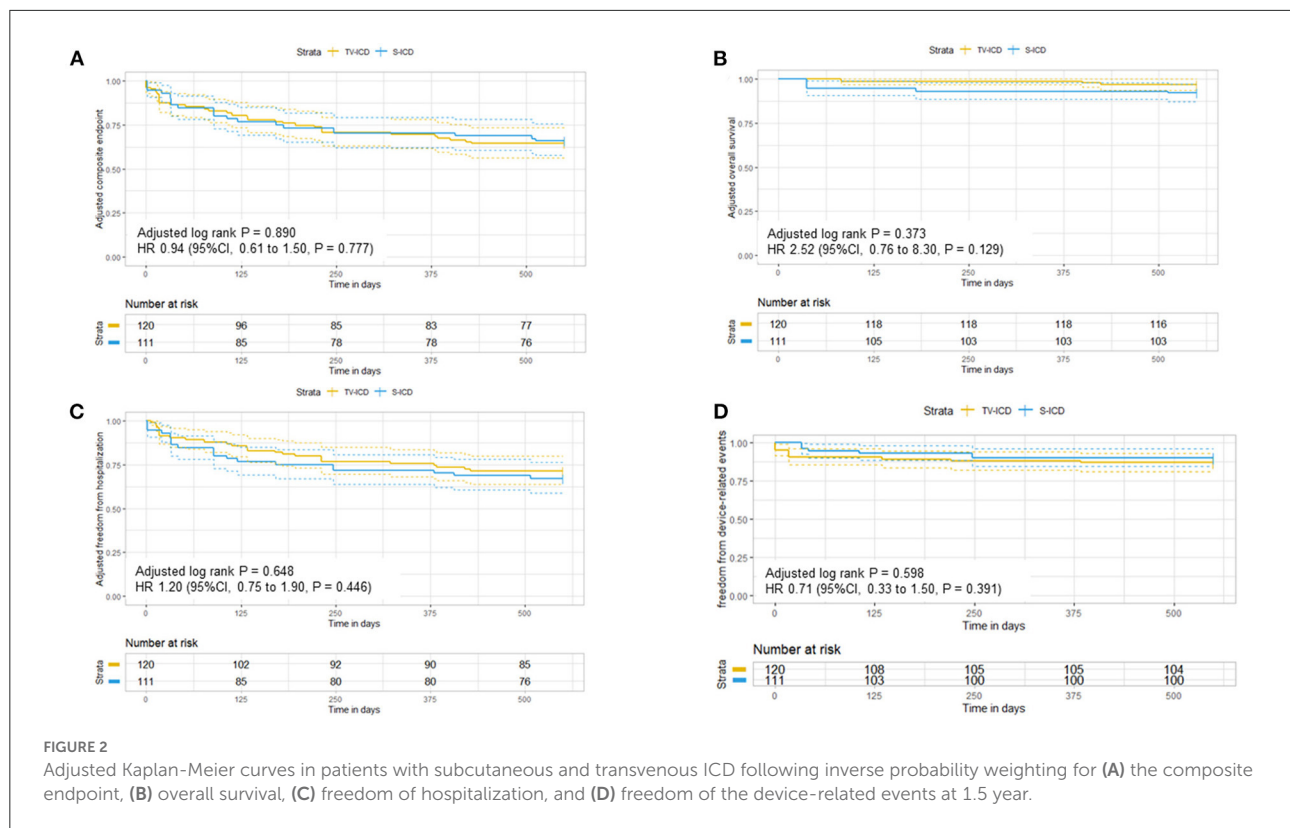 A
Strata TV-ICD S-ICD
1.00
0.75
0.50
0.25
0.00
Adjusted composite endpoint
Adjusted log rank P = 0.890
HR 0.94 (95%CI, 0.61 to 1.50, P = 0.777)
0 125 250 375 500
Time in days
Number at risk
Strata
120 96 85 83 77
111 85 78 78 76
0 125 250 375 500
Time in days
B
Strata TV-ICD S-ICD
1.00
0.75
0.50
0.25
0.00
Adjusted overall survival
Adjusted log rank P = 0.373
HR 2.52 (95%CI, 0.76 to 8.30, P = 0.129)
0 125 250 375 500
Time in days
Number at risk
Strata
120 118 118 118 116
111 105 103 103 103
0 125 250 375 500
Time in days
C
Strata TV-ICD S-ICD
1.00
0.75
0.50
0.25
0.00
Adjusted freedom from hospitalization
Adjusted log rank P = 0.648
HR 1.20 (95%CI, 0.75 to 1.90, P = 0.446)
0 125 250 375 500
Time in days
Number at risk
Strata
120 102 92 90 85
111 85 80 80 76
0 125 250 375 500
Time in days
D
Strata TV-ICD S-ICD
1.00
0.75
0.50
0.25
0.00
freedom from device-related events
Adjusted log rank P = 0.598
HR 0.71 (95%CI, 0.33 to 1.50, P = 0.391)
0 125 250 375 500
Time in days
Number at risk
Strata
120 108 105 105 104
111 103 100 100 100
0 125 250 375 500
Time in days
FIGURE 2
Adjusted Kaplan-Meier curves in patients with subcutaneous and transvenous ICD following inverse probability weighting for (A) the composite
endpoint, (B) overall survival, (C) freedom of hospitalization, and (D) freedom of the device-related events at 1.5 year.